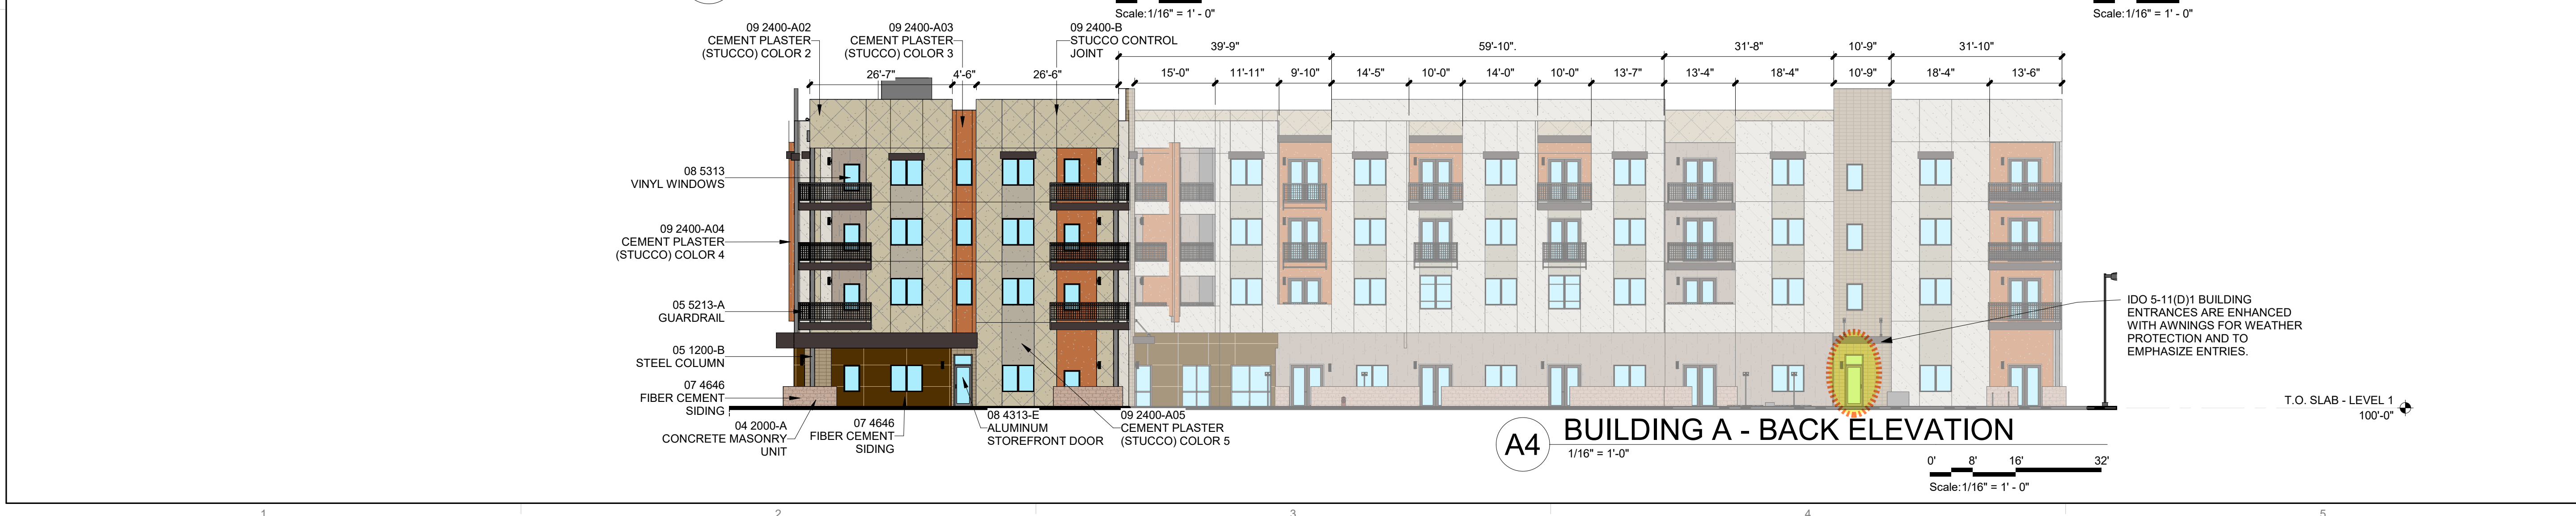 Scale:1/16" = 1' - 0"
Scale:1/16" = 1' - 0"
09 2400-A02
CEMENT PLASTER
(STUCCO) COLOR 2
09 2400-A03
CEMENT PLASTER
(STUCCO) COLOR 3
09 2400-B
STUCCO CONTROL
JOINT
39'-9"
59'-10".
31'-8"
10'-9"
31'-10"
26'-7"
4'-6"
26'-6"
15'-0"
11'-11"
9'-10"
14'-5"
10'-0"
14'-0"
10'-0"
13'-7"
13'-4"
18'-4"
10'-9"
18'-4"
13'-6"
08 5313
VINYL WINDOWS
09 2400-A04
CEMENT PLASTER
(STUCCO) COLOR 4
05 5213-A
GUARDRAIL
05 1200-B
STEEL COLUMN
07 4646
FIBER CEMENT
SIDING
04 2000-A
CONCRETE MASONRY
UNIT
07 4646
FIBER CEMENT
SIDING
08 4313-E
ALUMINUM
STOREFRONT DOOR
09 2400-A05
CEMENT PLASTER
(STUCCO) COLOR 5
IDO 5-11(D)1 BUILDING
ENTRANCES ARE ENHANCED
WITH AWNINGS FOR WEATHER
PROTECTION AND TO
EMPHASIZE ENTRIES.
T.O. SLAB - LEVEL 1
100'-0"
A4
BUILDING A - BACK ELEVATION
1/16" = 1'-0"
0' 8' 16' 32'
Scale:1/16" = 1' - 0"
1 2 3 4 5